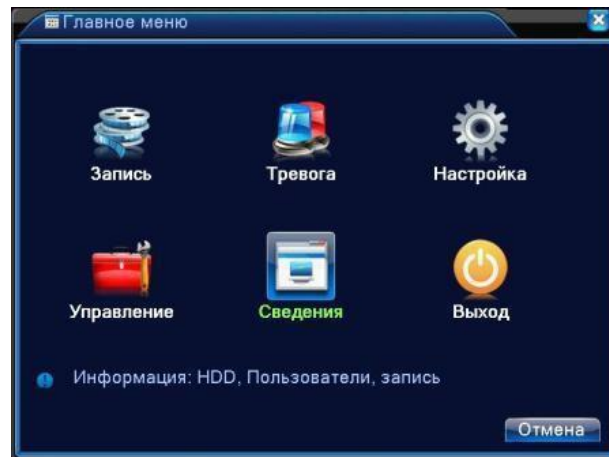 Главное меню
Запись Тревога Настройка
Управление Сведения Выход
Информация: HDD, Пользователи, запись
Отмена